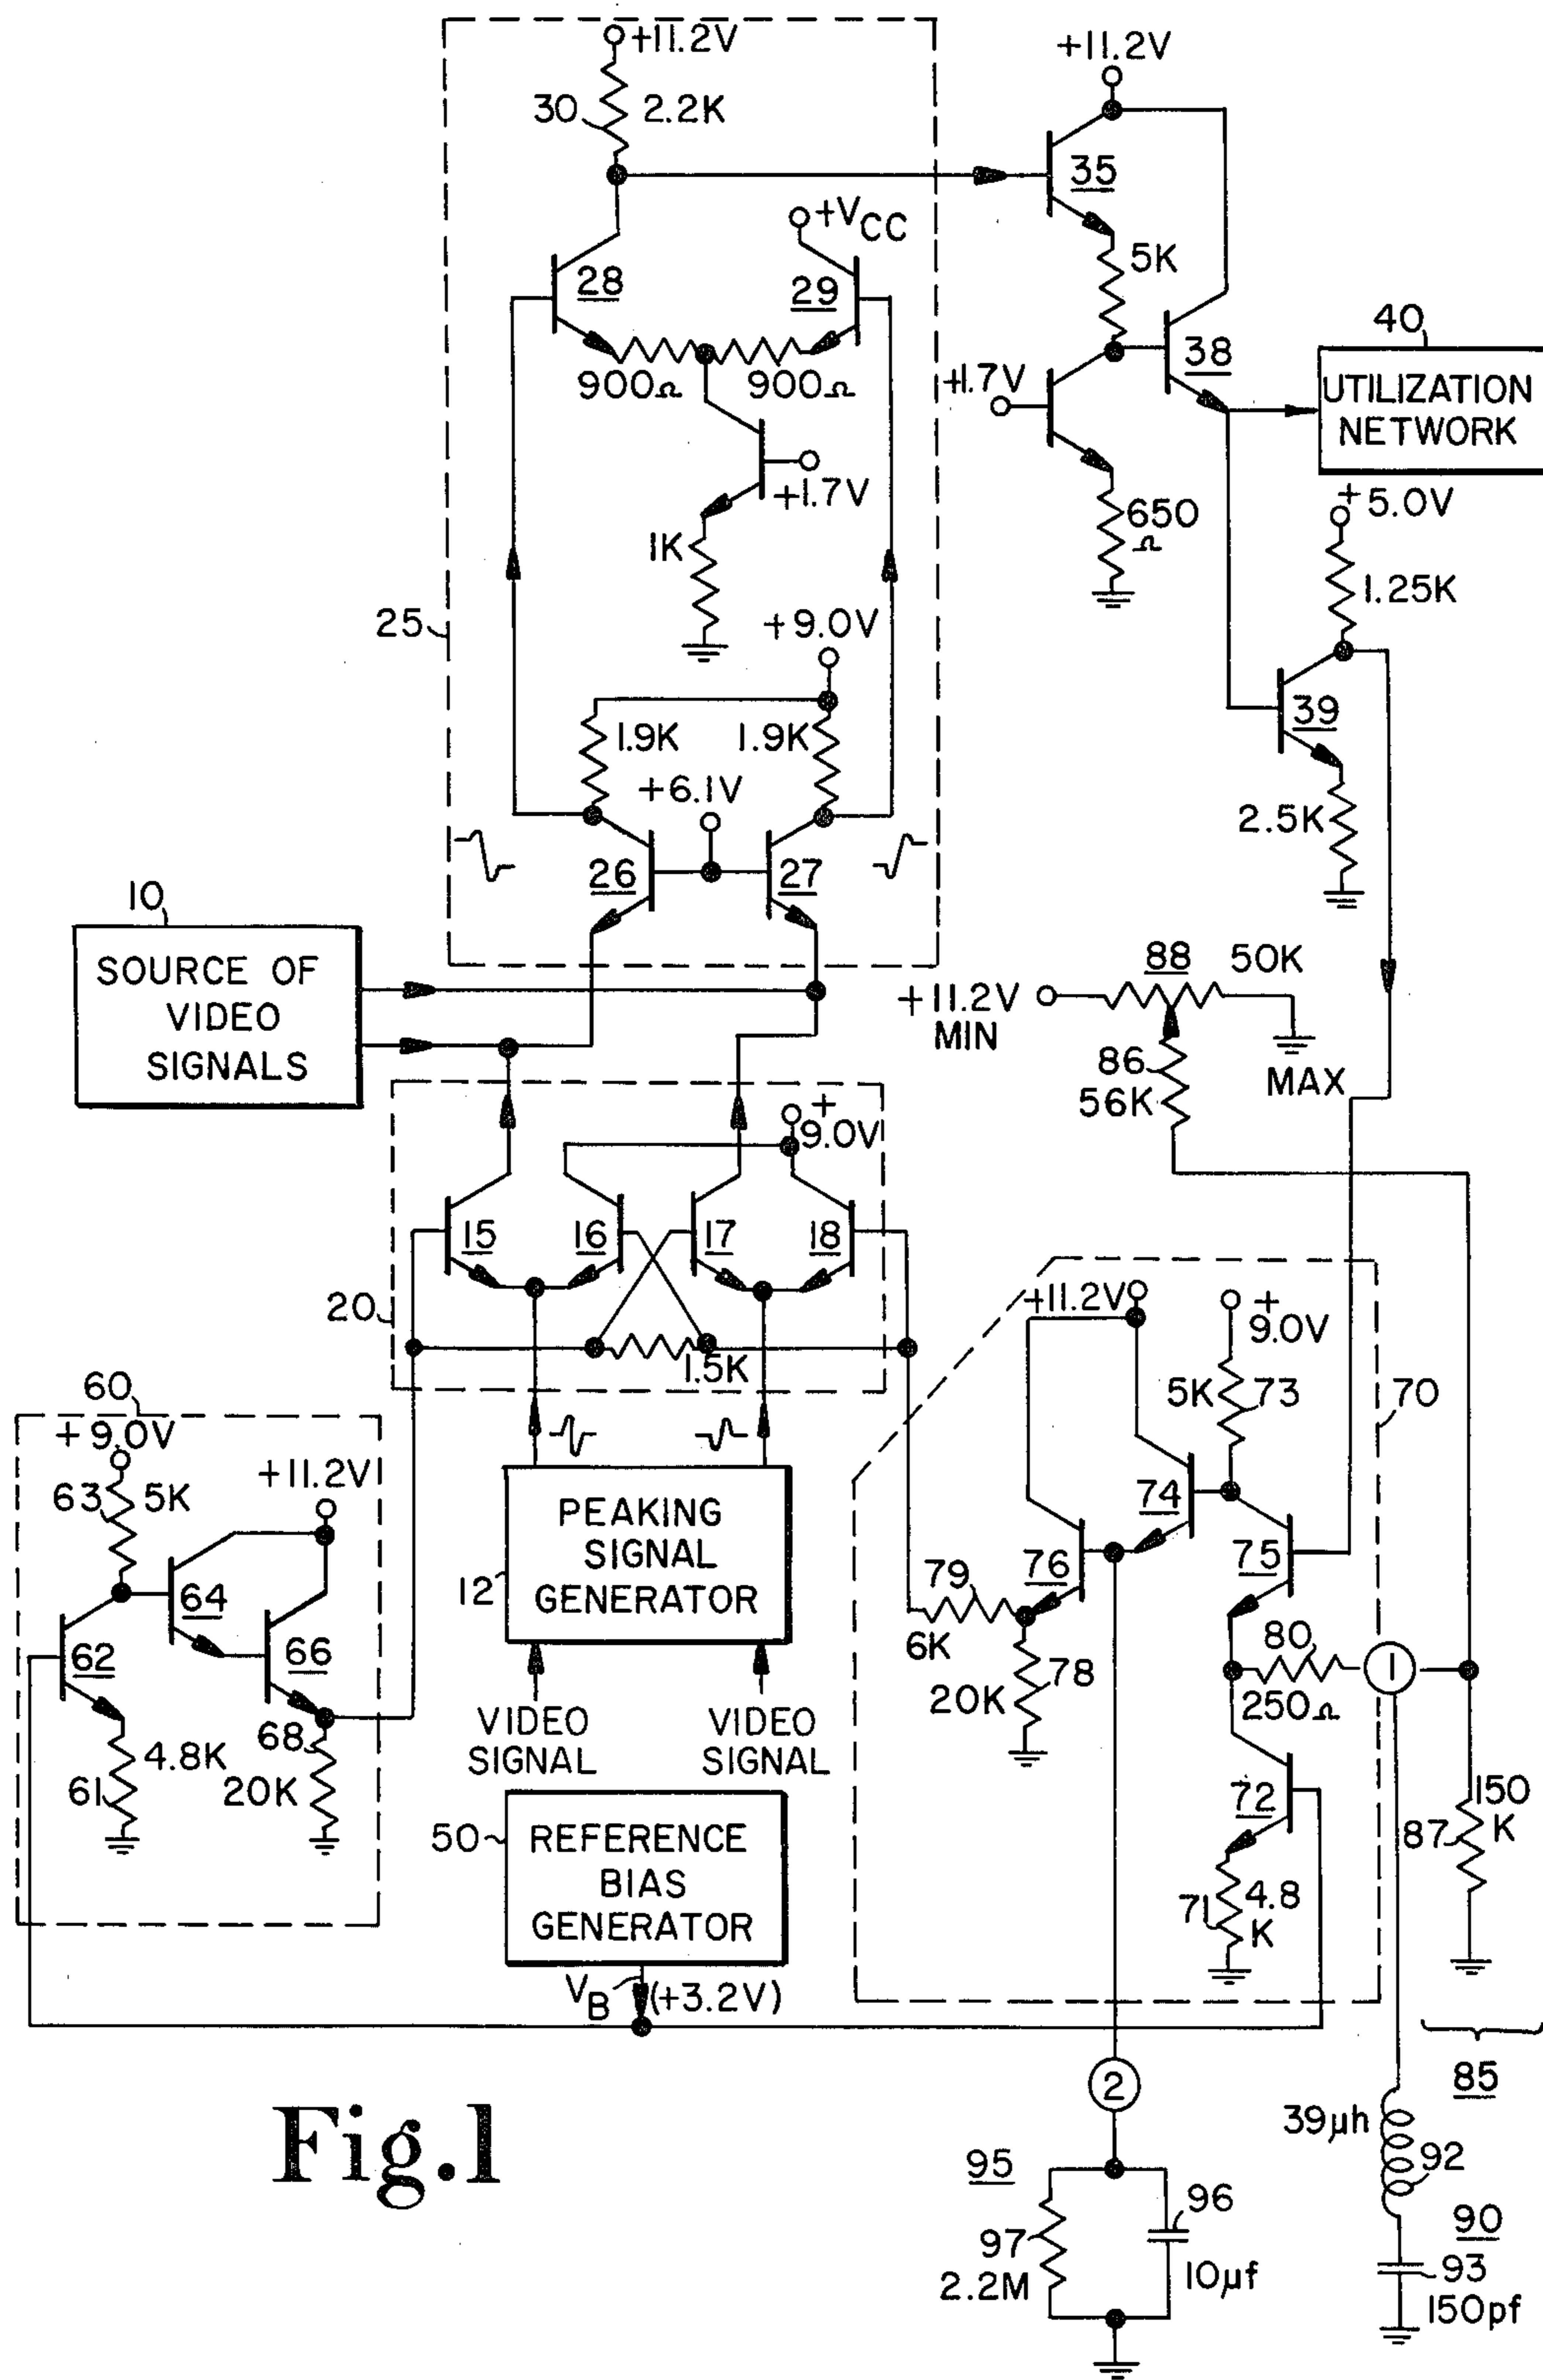 +11.2V
30
2.2K
+VCC
28
29
900Ω
900Ω
+1.7V
1K
25
+9.0V
1.9K
1.9K
+6.1V
26
27
+11.2V
35
5K
38
+1.7V
650
Ω
40
UTILIZATION
NETWORK
+5.0V
1.25K
39
2.5K
10
SOURCE OF
VIDEO
SIGNALS
88
50K
+11.2V
MIN
86
56K
MAX
+
9.0V
15
16
17
18
20
1.5K
60
+9.0V
63
5K
+11.2V
64
62
66
68
4.8K
61
20K
12
PEAKING
SIGNAL
GENERATOR
VIDEO
SIGNAL
VIDEO
SIGNAL
+11.2V
+
9.0V
5K
73
70
74
76
75
79
6K
78
20K
80
250Ω
1
72
71
4.8
K
150
K
87
50
REFERENCE
BIAS
GENERATOR
VB
(+3.2V)
2
85
39μh
92
90
93
150pf
95
96
97
2.2M
10μf
Fig.1